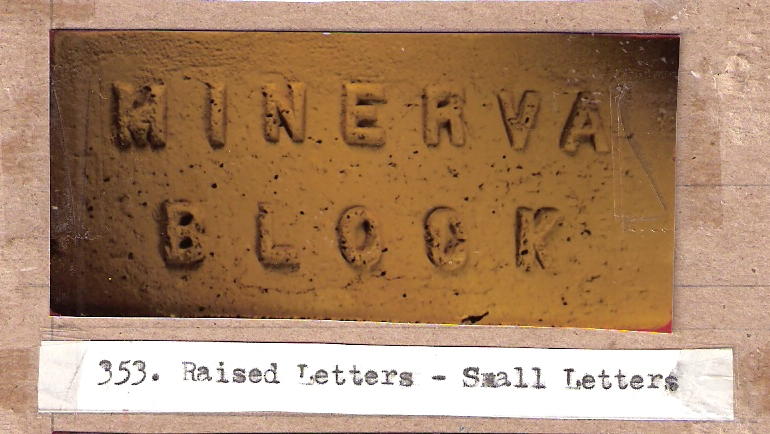 MINERVA
BLOCK
353. Raised Letters - Small Letters